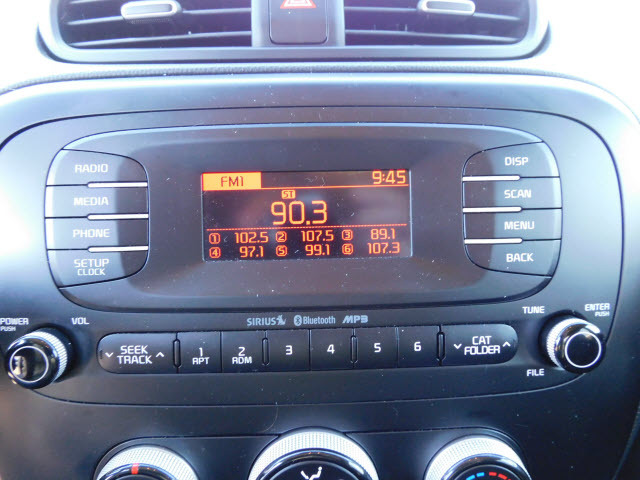 RADIO
MEDIA
PHONE
SETUP
CLOCK
FM1 9:45
ST
90.3
1 102.5 2 107.5 3 89.1
4 97.1 5 99.1 6 107.3
DISP
SCAN
MENU
BACK
SIRIUS Bluetooth MP3
POWER
PUSH
VOL
SEEK
TRACK
1
RPT
2
RDM
3
4
5
6
CAT
FOLDER
TUNE
ENTER
PUSH
FILE